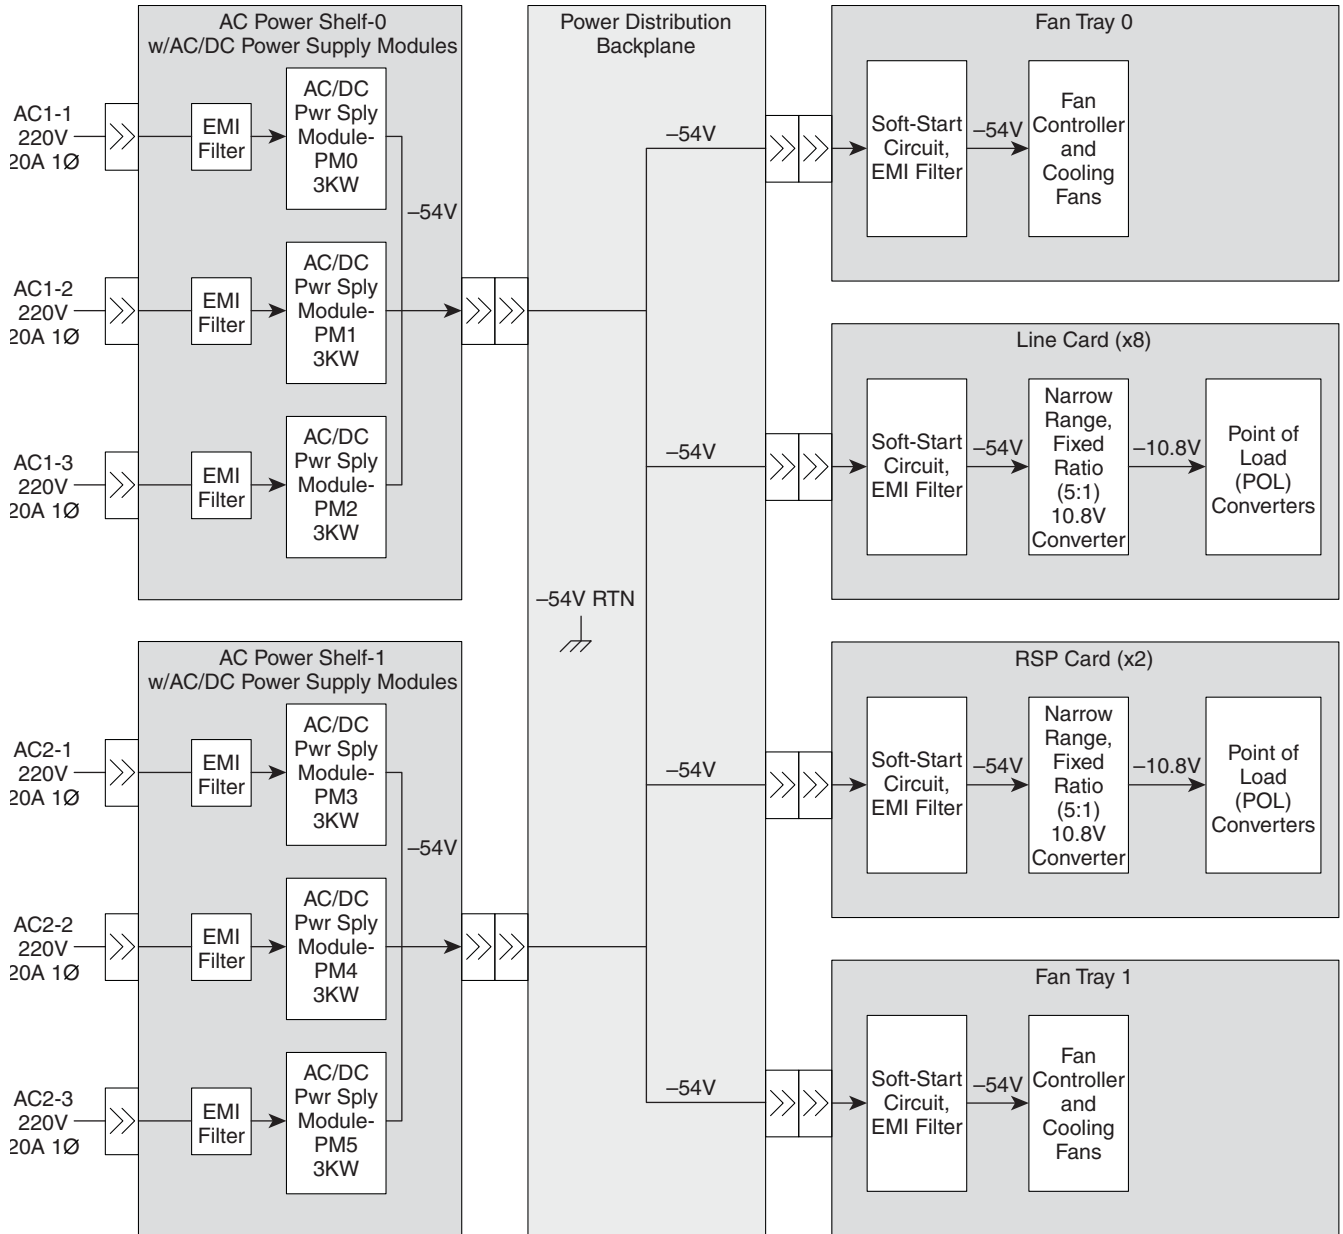 AC Power Shelf-0
w/AC/DC Power Supply Modules
AC1-1
220V
20A 1Ø
EMI
Filter
AC/DC
Pwr Sply
Module-
PM0
3KW
–54V
AC1-2
220V
20A 1Ø
EMI
Filter
AC/DC
Pwr Sply
Module-
PM1
3KW
AC1-3
220V
20A 1Ø
EMI
Filter
AC/DC
Pwr Sply
Module-
PM2
3KW
AC Power Shelf-1
w/AC/DC Power Supply Modules
AC2-1
220V
20A 1Ø
EMI
Filter
AC/DC
Pwr Sply
Module-
PM3
3KW
–54V
AC2-2
220V
20A 1Ø
EMI
Filter
AC/DC
Pwr Sply
Module-
PM4
3KW
AC2-3
220V
20A 1Ø
EMI
Filter
AC/DC
Pwr Sply
Module-
PM5
3KW
Power Distribution
Backplane
–54V
–54V
–54V RTN
–54V
–54V
Fan Tray 0
Soft-Start
Circuit,
EMI Filter
–54V
Fan
Controller
and
Cooling
Fans
Line Card (x8)
Soft-Start
Circuit,
EMI Filter
–54V
Narrow
Range,
Fixed
Ratio
(5:1)
10.8V
Converter
–10.8V
Point of
Load
(POL)
Converters
RSP Card (x2)
Soft-Start
Circuit,
EMI Filter
–54V
Narrow
Range,
Fixed
Ratio
(5:1)
10.8V
Converter
–10.8V
Point of
Load
(POL)
Converters
Fan Tray 1
Soft-Start
Circuit,
EMI Filter
–54V
Fan
Controller
and
Cooling
Fans